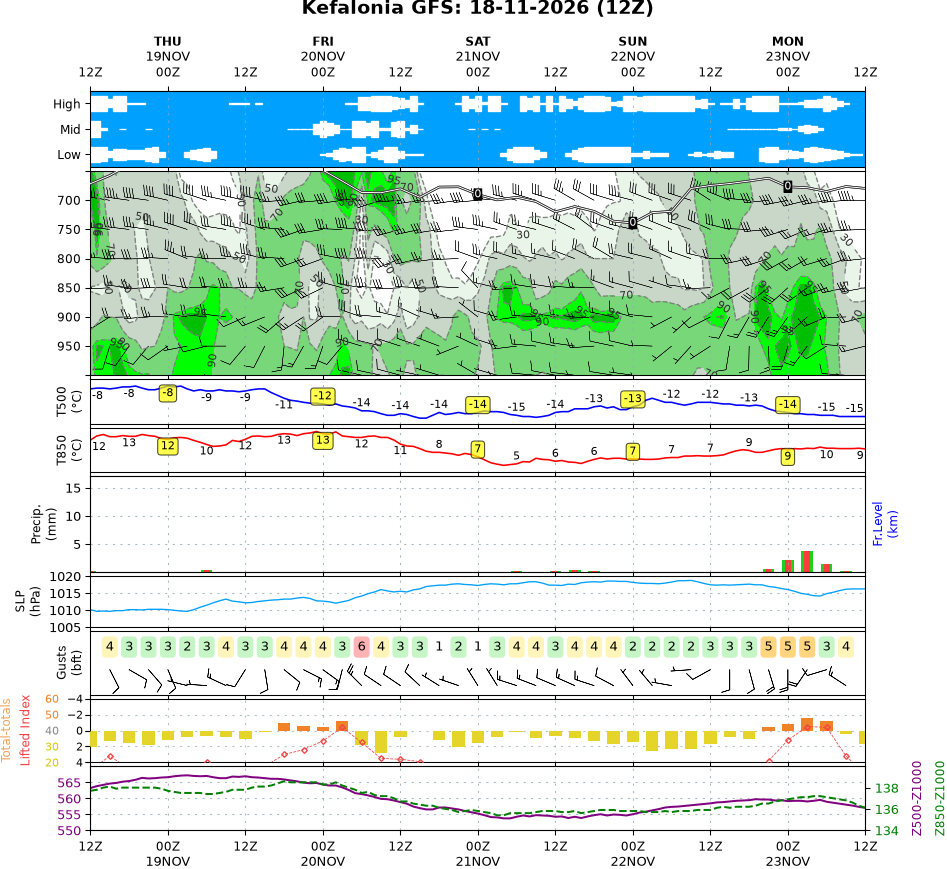 Kefalonia GFS: 18-11-2026 (12Z)
THU FRI SAT SUN MON
19NOV 20NOV 21NOV 22NOV 23NOV
12Z 00Z 12Z 00Z 12Z 00Z 12Z 00Z 12Z 00Z 12Z
High
Mid
Low
700
750
800
850
900
950
T500 (°C)
-8 -8 -8 -9 -9 -11 -12 -14 -14 -14 -14 -15 -14 -13 -13 -12 -12 -13 -14 -15 -15
T850 (°C)
12 13 12 10 12 13 13 12 11 8 7 5 6 6 7 7 7 9 9 10 9
Precip. (mm)
15
10
5
Fr.Level (km)
SLP (hPa)
1020
1015
1010
1005
Gusts (bft)
4 3 3 3 2 3 4 3 3 4 4 4 3 6 4 3 3 1 2 1 3 4 4 3 4 4 4 2 2 2 2 3 3 3 5 5 5 3 4
Total-totals
Lifted Index
60 −4
50 −2
40 0
30 2
20 4
565
560
555
550
138
136
134
Z500-Z1000
Z850-Z1000
12Z 00Z 12Z 00Z 12Z 00Z 12Z 00Z 12Z 00Z 12Z
19NOV 20NOV 21NOV 22NOV 23NOV